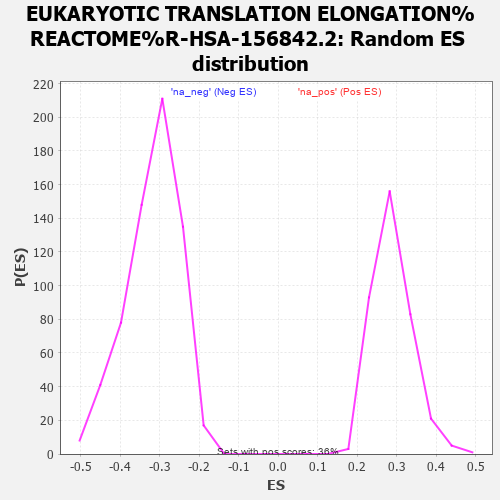 EUKARYOTIC TRANSLATION ELONGATION%
REACTOME%R-HSA-156842.2: Random ES
distribution
'na_neg' (Neg ES) 'na_pos' (Pos ES)
220
200
180
160
140
120
100
80
60
40
20
0
P(ES)
Sets with pos scores: 36%
-0.5 -0.4 -0.3 -0.2 -0.1 0.0 0.1 0.2 0.3 0.4 0.5
ES